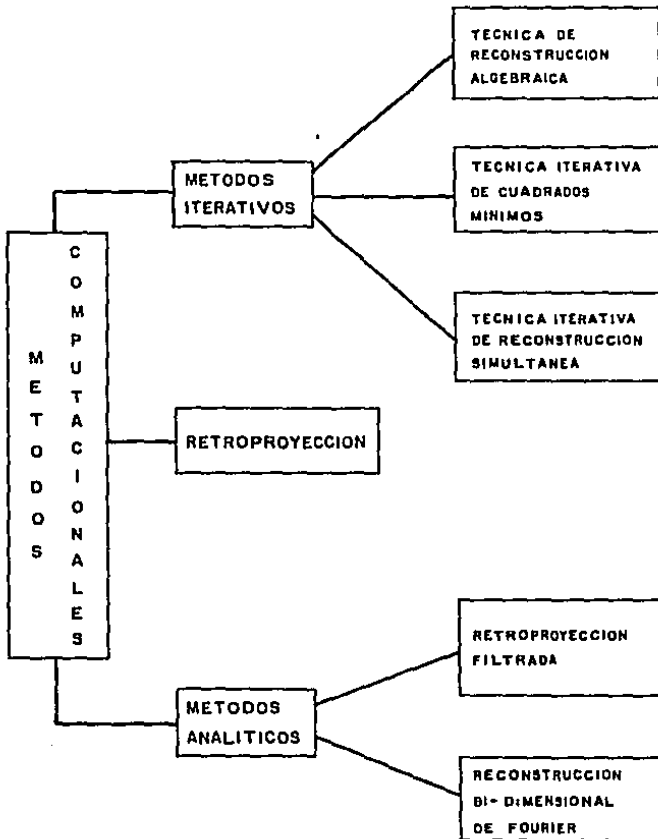 TECNICA DE
RECONSTRUCCION
ALGEBRAICA
METODOS
ITERATIVOS
TECNICA ITERATIVA
DE CUADRADOS
MINIMOS
TECNICA ITERATIVA
DE RECONSTRUCCION
SIMULTANEA
METODOS
COMPUTACIONALES
RETROPROYECCION
RETROPROYECCION
FILTRADA
METODOS
ANALITICOS
RECONSTRUCCION
BI-DIMENSIONAL
DE FOURIER